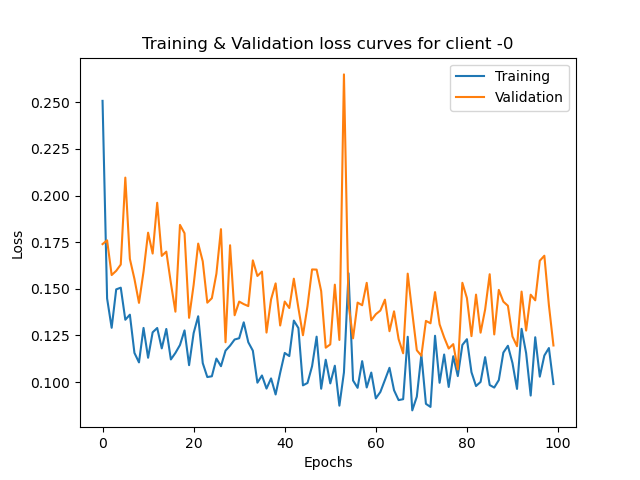 Training & Validation loss curves for client -0
Training
Validation
Loss
0.250
0.225
0.200
0.175
0.150
0.125
0.100
0
20
40
60
80
100
Epochs